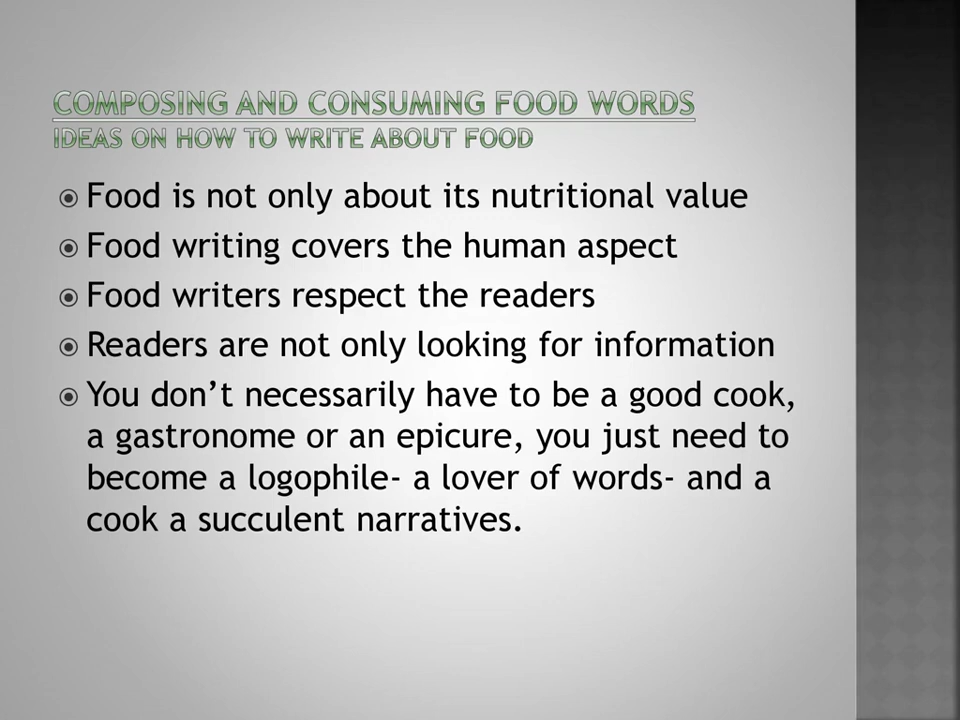 COMPOSING AND CONSUMING FOOD WORDS
IDEAS ON HOW TO WRITE ABOUT FOOD
Food is not only about its nutritional value
Food writing covers the human aspect
Food writers respect the readers
Readers are not only looking for information
You don’t necessarily have to be a good cook,
a gastronome or an epicure, you just need to
become a logophile- a lover of words- and a
cook a succulent narratives.